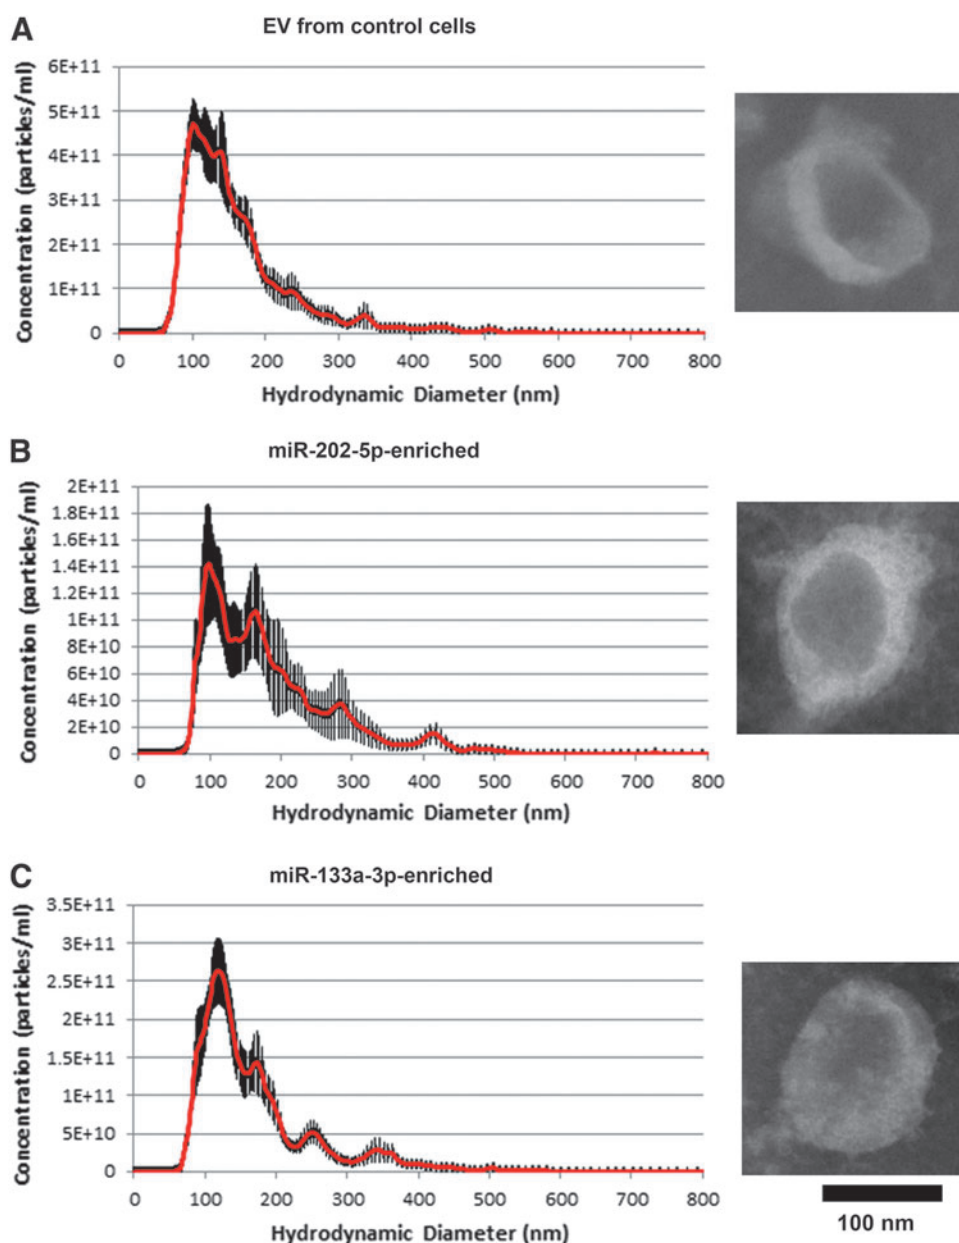 A
EV from control cells
Concentration (particles/ml)
6E+11
5E+11
4E+11
3E+11
2E+11
1E+11
0
0 100 200 300 400 500 600 700 800
Hydrodynamic Diameter (nm)
B
miR-202-5p-enriched
Concentration (particles/ml)
2E+11
1.8E+11
1.6E+11
1.4E+11
1.2E+11
1E+11
8E+10
6E+10
4E+10
2E+10
0
0 100 200 300 400 500 600 700 800
Hydrodynamic Diameter (nm)
C
miR-133a-3p-enriched
Concentration (particles/ml)
3.5E+11
3E+11
2.5E+11
2E+11
1.5E+11
1E+11
5E+10
0
0 100 200 300 400 500 600 700 800
Hydrodynamic Diameter (nm)
100 nm